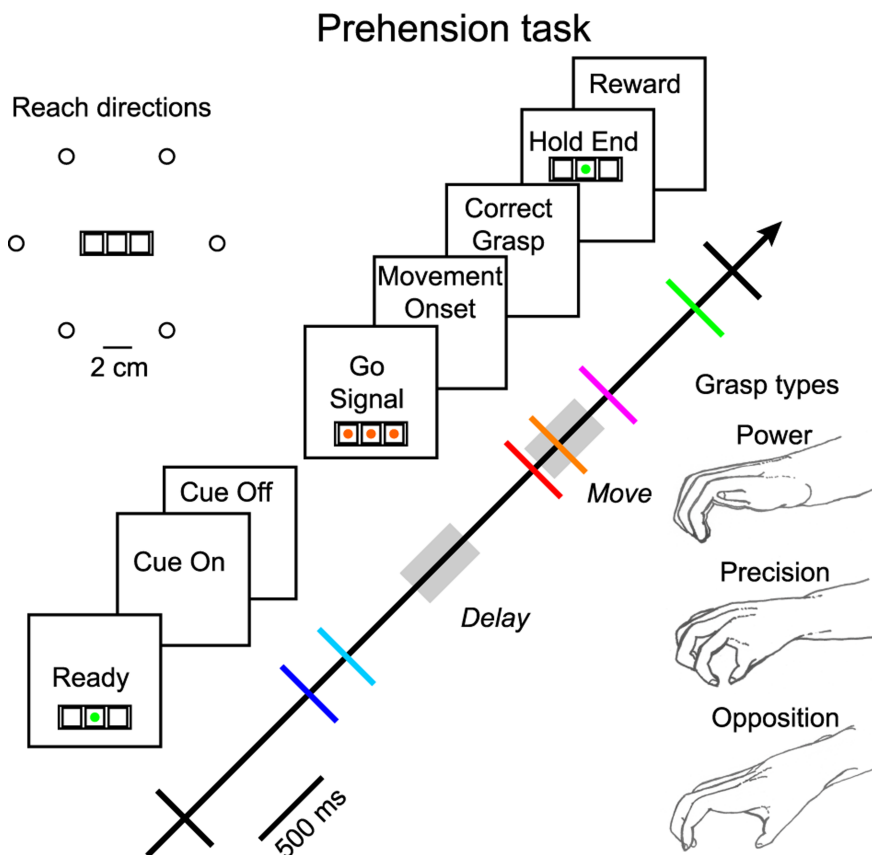 Prehension task
Reach directions
2 cm
Reward
Hold End
Correct
Grasp
Movement
Onset
Go
Signal
Cue Off
Cue On
Ready
Move
Delay
500 ms
Grasp types
Power
Precision
Opposition